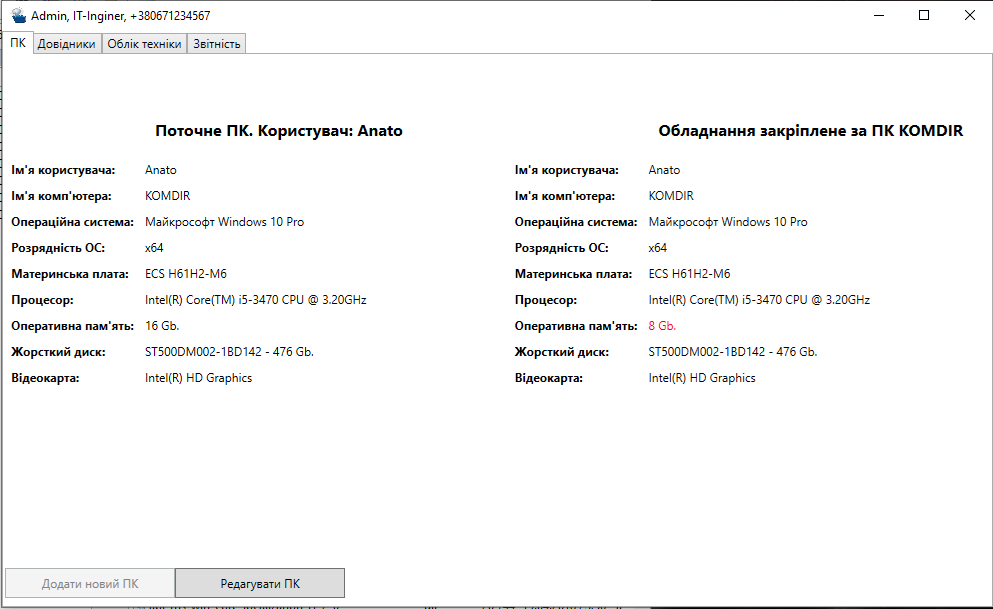 Admin, IT-Inginer, +380671234567
ПК Довідники Облік техніки Звітність
Поточне ПК. Користувач: Anato
Ім'я користувача: Anato
Ім'я комп'ютера: KOMDIR
Операційна система: Майкрософт Windows 10 Pro
Розрядність ОС: x64
Материнська плата: ECS H61H2-M6
Процесор: Intel(R) Core(TM) i5-3470 CPU @ 3.20GHz
Оперативна пам'ять: 16 Gb.
Жорсткий диск: ST500DM002-1BD142 - 476 Gb.
Відеокарта: Intel(R) HD Graphics
Обладнання закріплене за ПК KOMDIR
Ім'я користувача: Anato
Ім'я комп'ютера: KOMDIR
Операційна система: Майкрософт Windows 10 Pro
Розрядність ОС: x64
Материнська плата: ECS H61H2-M6
Процесор: Intel(R) Core(TM) i5-3470 CPU @ 3.20GHz
Оперативна пам'ять: 8 Gb.
Жорсткий диск: ST500DM002-1BD142 - 476 Gb.
Відеокарта: Intel(R) HD Graphics
Додати новий ПК Редагувати ПК